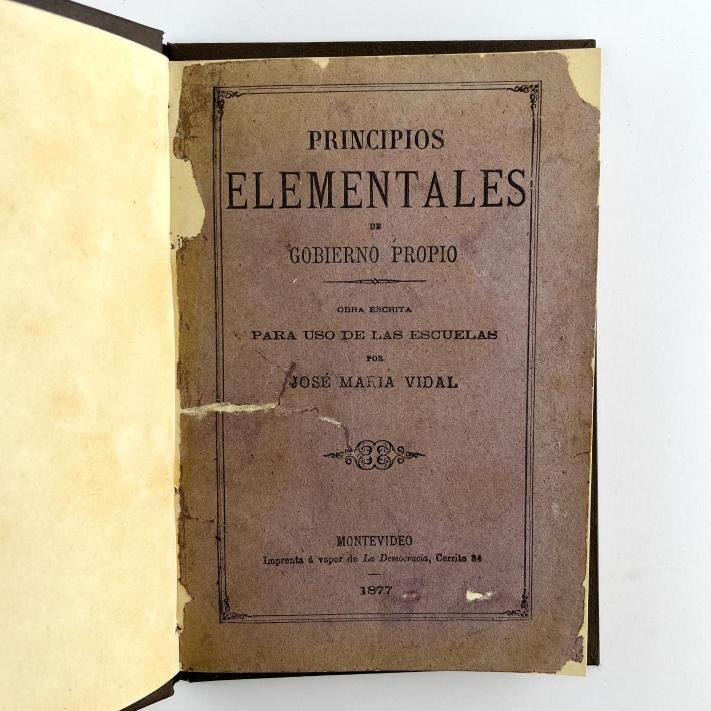 PRINCIPIOS
ELEMENTALES
DE
GOBIERNO PROPIO
OBRA ESCRITA
PARA USO DE LAS ESCUELAS
POR
JOSÉ MARIA VIDAL
MONTEVIDEO
Imprenta á vapor de La Democracia, Cerrito 84
1877